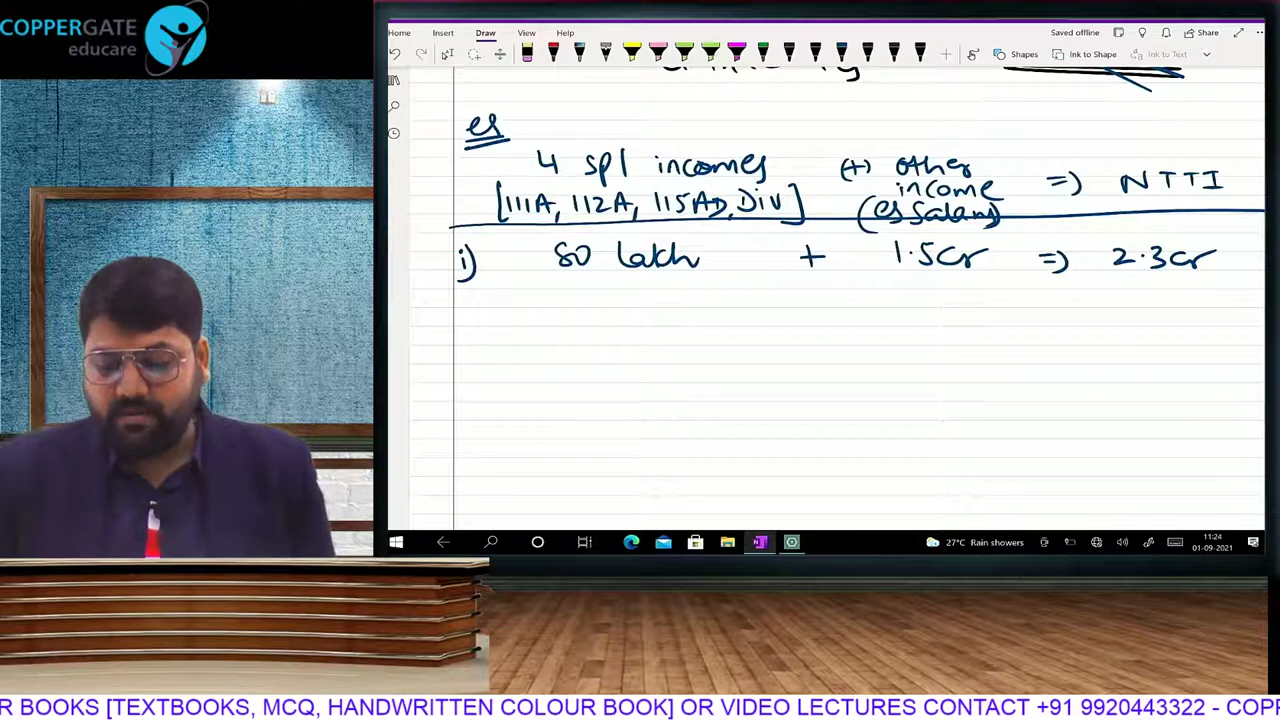 COPPERGATE
educare
Home Insert Draw View Help
Saved offline
Share
Shapes
Ink to Shape
Ink to Text
eg
4 spl incomes (+) other income => NTTI
[111A, 112A, 115AD, Div] (eg Salary)
i) 80 lakh + 1.5cr => 2.3cr
27°C Rain showers
11:24
01-09-2021
R BOOKS [TEXTBOOKS, MCQ, HANDWRITTEN COLOUR BOOK] OR VIDEO LECTURES CONTACT +91 9920443322 - COPP